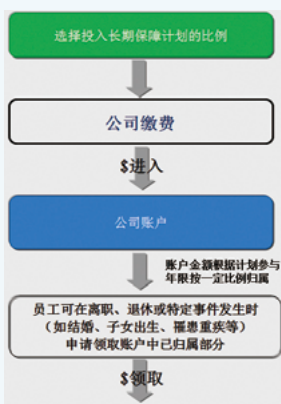 选择投入长期保障计划的比例
公司缴费
$进入
公司账户
账户金额根据计划参与
年限按一定比例归属
员工可在离职、退休或特定事件发生时
（如结婚、子女出生、罹患重疾等）
申请领取账户中已归属部分
$领取